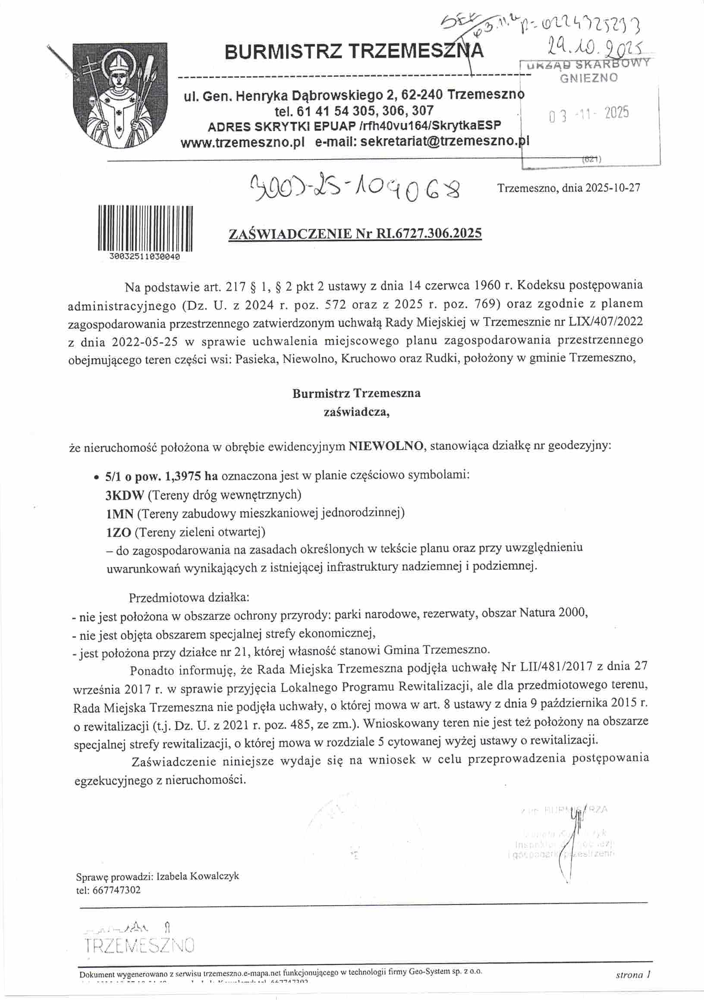 SEK 03.11.
29.10.2025
BURMISTRZ TRZEMESZNA
URZĄD SKARBOWY
GNIEZNO
03 -11- 2025
(621)
ul. Gen. Henryka Dąbrowskiego 2, 62-240 Trzemeszno
tel. 61 41 54 305, 306, 307
ADRES SKRYTKI EPUAP /rfh40vu164/SkrytkaESP
www.trzemeszno.pl e-mail: sekretariat@trzemeszno.pl
3003-25-109068
Trzemeszno, dnia 2025-10-27
30032511030040
ZAŚWIADCZENIE Nr RI.6727.306.2025
Na podstawie art. 217 § 1, § 2 pkt 2 ustawy z dnia 14 czerwca 1960 r. Kodeksu postępowania
administracyjnego (Dz. U. z 2024 r. poz. 572 oraz z 2025 r. poz. 769) oraz zgodnie z planem
zagospodarowania przestrzennego zatwierdzonym uchwałą Rady Miejskiej w Trzemesznie nr LIX/407/2022
z dnia 2022-05-25 w sprawie uchwalenia miejscowego planu zagospodarowania przestrzennego
obejmującego teren części wsi: Pasieka, Niewolno, Kruchowo oraz Rudki, położony w gminie Trzemeszno,
Burmistrz Trzemeszna
zaświadcza,
że nieruchomość położona w obrębie ewidencyjnym NIEWOLNO, stanowiąca działkę nr geodezyjny:
• 5/1 o pow. 1,3975 ha oznaczona jest w planie częściowo symbolami:
3KDW (Tereny dróg wewnętrznych)
1MN (Tereny zabudowy mieszkaniowej jednorodzinnej)
1ZO (Tereny zieleni otwartej)
– do zagospodarowania na zasadach określonych w tekście planu oraz przy uwzględnieniu
uwarunkowań wynikających z istniejącej infrastruktury nadziemnej i podziemnej.
Przedmiotowa działka:
- nie jest położona w obszarze ochrony przyrody: parki narodowe, rezerwaty, obszar Natura 2000,
- nie jest objęta obszarem specjalnej strefy ekonomicznej,
- jest położona przy działce nr 21, której własność stanowi Gmina Trzemeszno.
Ponadto informuję, że Rada Miejska Trzemeszna podjęła uchwałę Nr LII/481/2017 z dnia 27
września 2017 r. w sprawie przyjęcia Lokalnego Programu Rewitalizacji, ale dla przedmiotowego terenu,
Rada Miejska Trzemeszna nie podjęła uchwały, o której mowa w art. 8 ustawy z dnia 9 października 2015 r.
o rewitalizacji (t.j. Dz. U. z 2021 r. poz. 485, ze zm.). Wnioskowany teren nie jest też położony na obszarze
specjalnej strefy rewitalizacji, o której mowa w rozdziale 5 cytowanej wyżej ustawy o rewitalizacji.
Zaświadczenie niniejsze wydaje się na wniosek w celu przeprowadzenia postępowania
egzekucyjnego z nieruchomości.
BURMISTRZA
Sprawę prowadzi: Izabela Kowalczyk
tel: 667747302
TRZEMESZNO
Dokument wygenerowano z serwisu trzemeszno.e-mapa.net funkcjonującego w technologii firmy Geo-System sp. z o.o.
strona 1